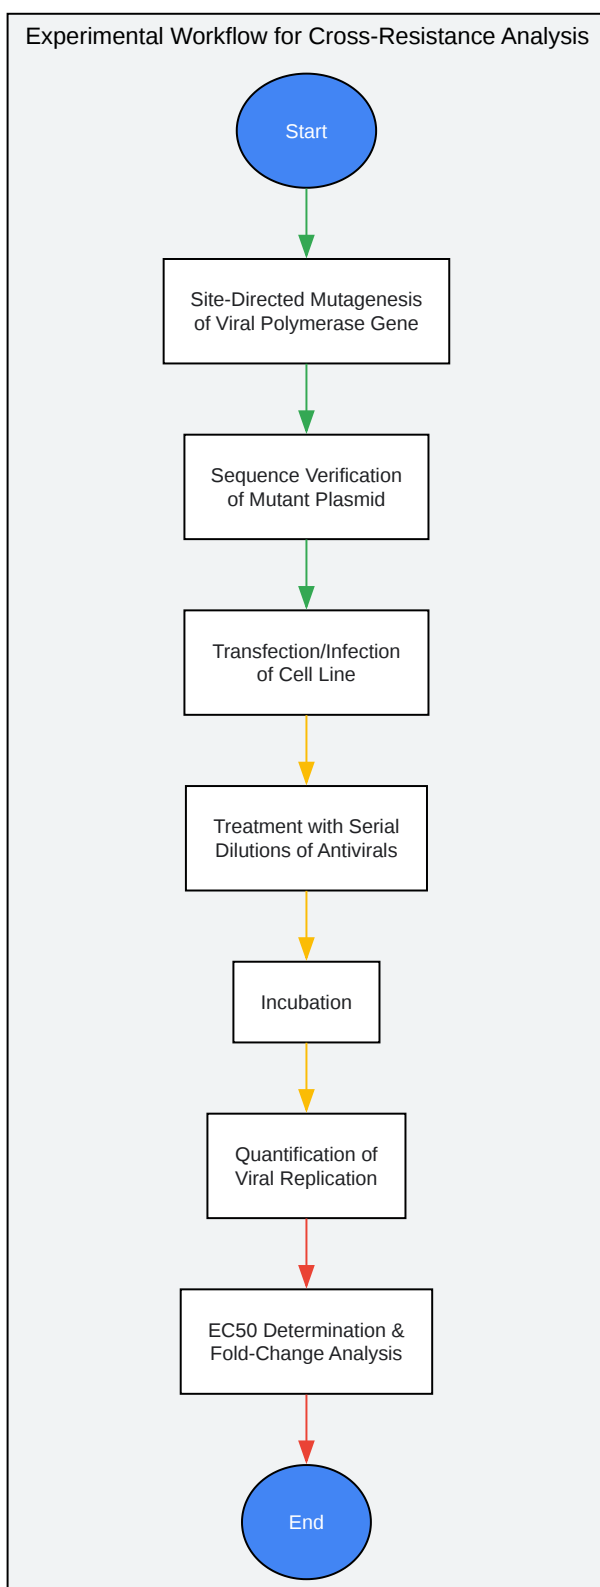 Experimental Workflow for Cross-Resistance Analysis
Start
Site-Directed Mutagenesis
of Viral Polymerase Gene
Sequence Verification
of Mutant Plasmid
Transfection/Infection
of Cell Line
Treatment with Serial
Dilutions of Antivirals
Incubation
Quantification of
Viral Replication
EC50 Determination &
Fold-Change Analysis
End